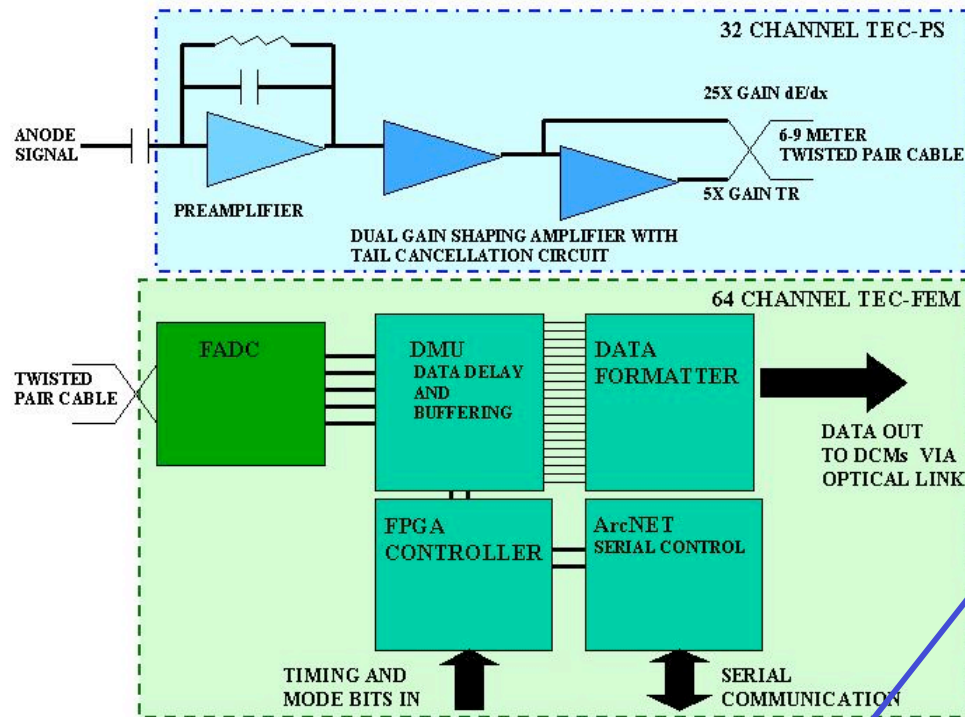 32 CHANNEL TEC-PS
25X GAIN dE/dx
ANODE
SIGNAL
6-9 METER
TWISTED PAIR CABLE
5X GAIN TR
PREAMPLIFIER
DUAL GAIN SHAPING AMPLIFIER WITH
TAIL CANCELLATION CIRCUIT
64 CHANNEL TEC-FEM
FADC
DMU
DATA DELAY
AND
BUFFERING
DATA
FORMATTER
TWISTED
PAIR CABLE
DATA OUT
TO DCMs VIA
OPTICAL LINK
FPGA
CONTROLLER
ArcNET
SERIAL CONTROL
TIMING AND
MODE BITS IN
SERIAL
COMMUNICATION